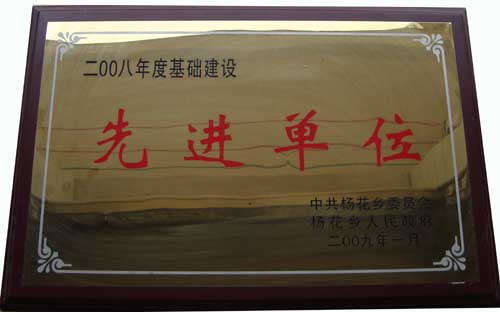 二00八年度基础建设
先进单位
中共杨花乡委员会
杨花乡人民政府
二00九年一月